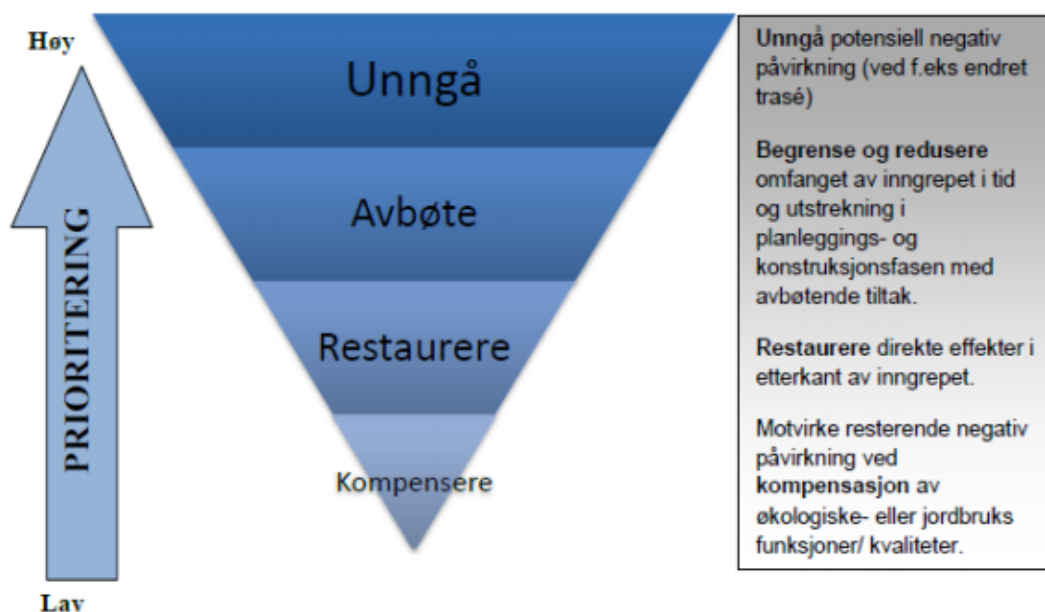 Høy
PRIORITERING
Lav
Unngå
Avbøte
Restaurere
Kompensere
Unngå potensiell negativ
påvirkning (ved f.eks endret
trasé)
Begrense og redusere
omfanget av inngrepet i tid
og utstrekning i
planleggings- og
konstruksjonsfasen med
avbøtende tiltak.
Restaurere direkte effekter i
etterkant av inngrepet.
Motvirke resterende negativ
påvirkning ved
kompensasjon av
økologiske- eller jordbruks
funksjoner/ kvaliteter.